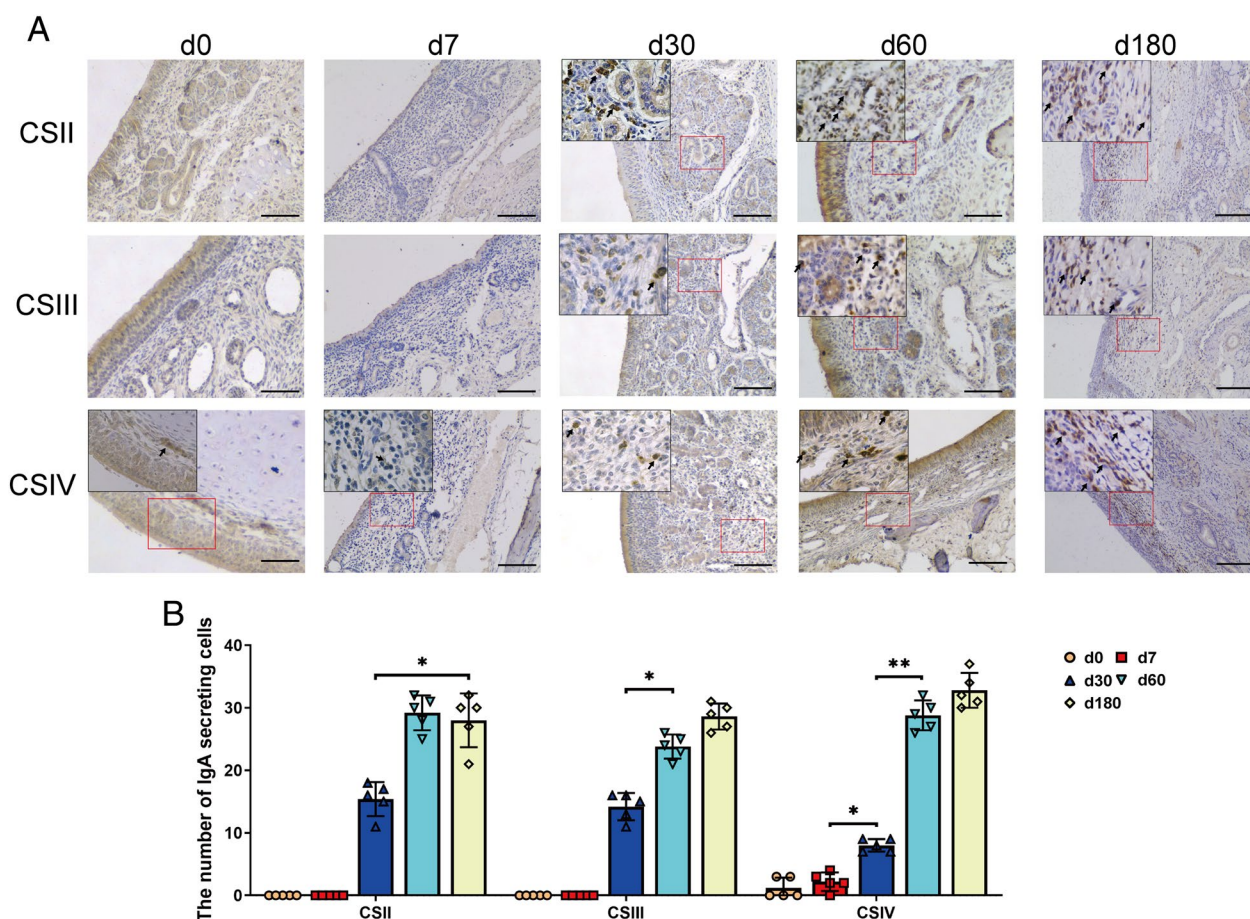 A
d0 d7 d30 d60 d180
CSII
CSIII
CSIV
B
The number of IgA secreting cells
40
30
20
10
0
* * ** *
CSII CSIII CSIV
d0 d7
d30 d60
d180